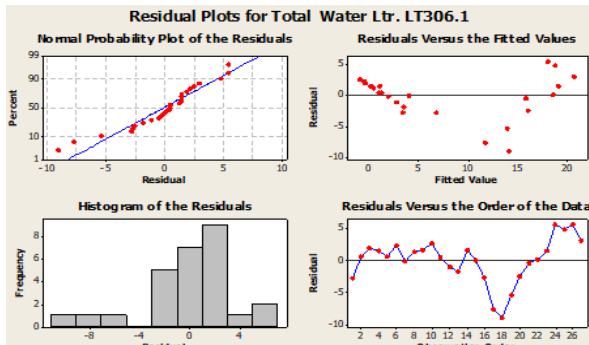 Residual Plots for Total Water Ltr. LT306.1
Normal Probability Plot of the Residuals
99
90
50
10
1
Percent
-10 -5 0 5 10
Residual
Residuals Versus the Fitted Values
5
0
-5
-10
Residual
0 5 10 15 20
Fitted Value
Histogram of the Residuals
8
6
4
2
0
Frequency
-8 -4 0 4
Residuals Versus the Order of the Data
5
0
-5
-10
Residual
2 4 6 8 10 12 14 16 18 20 22 24 26